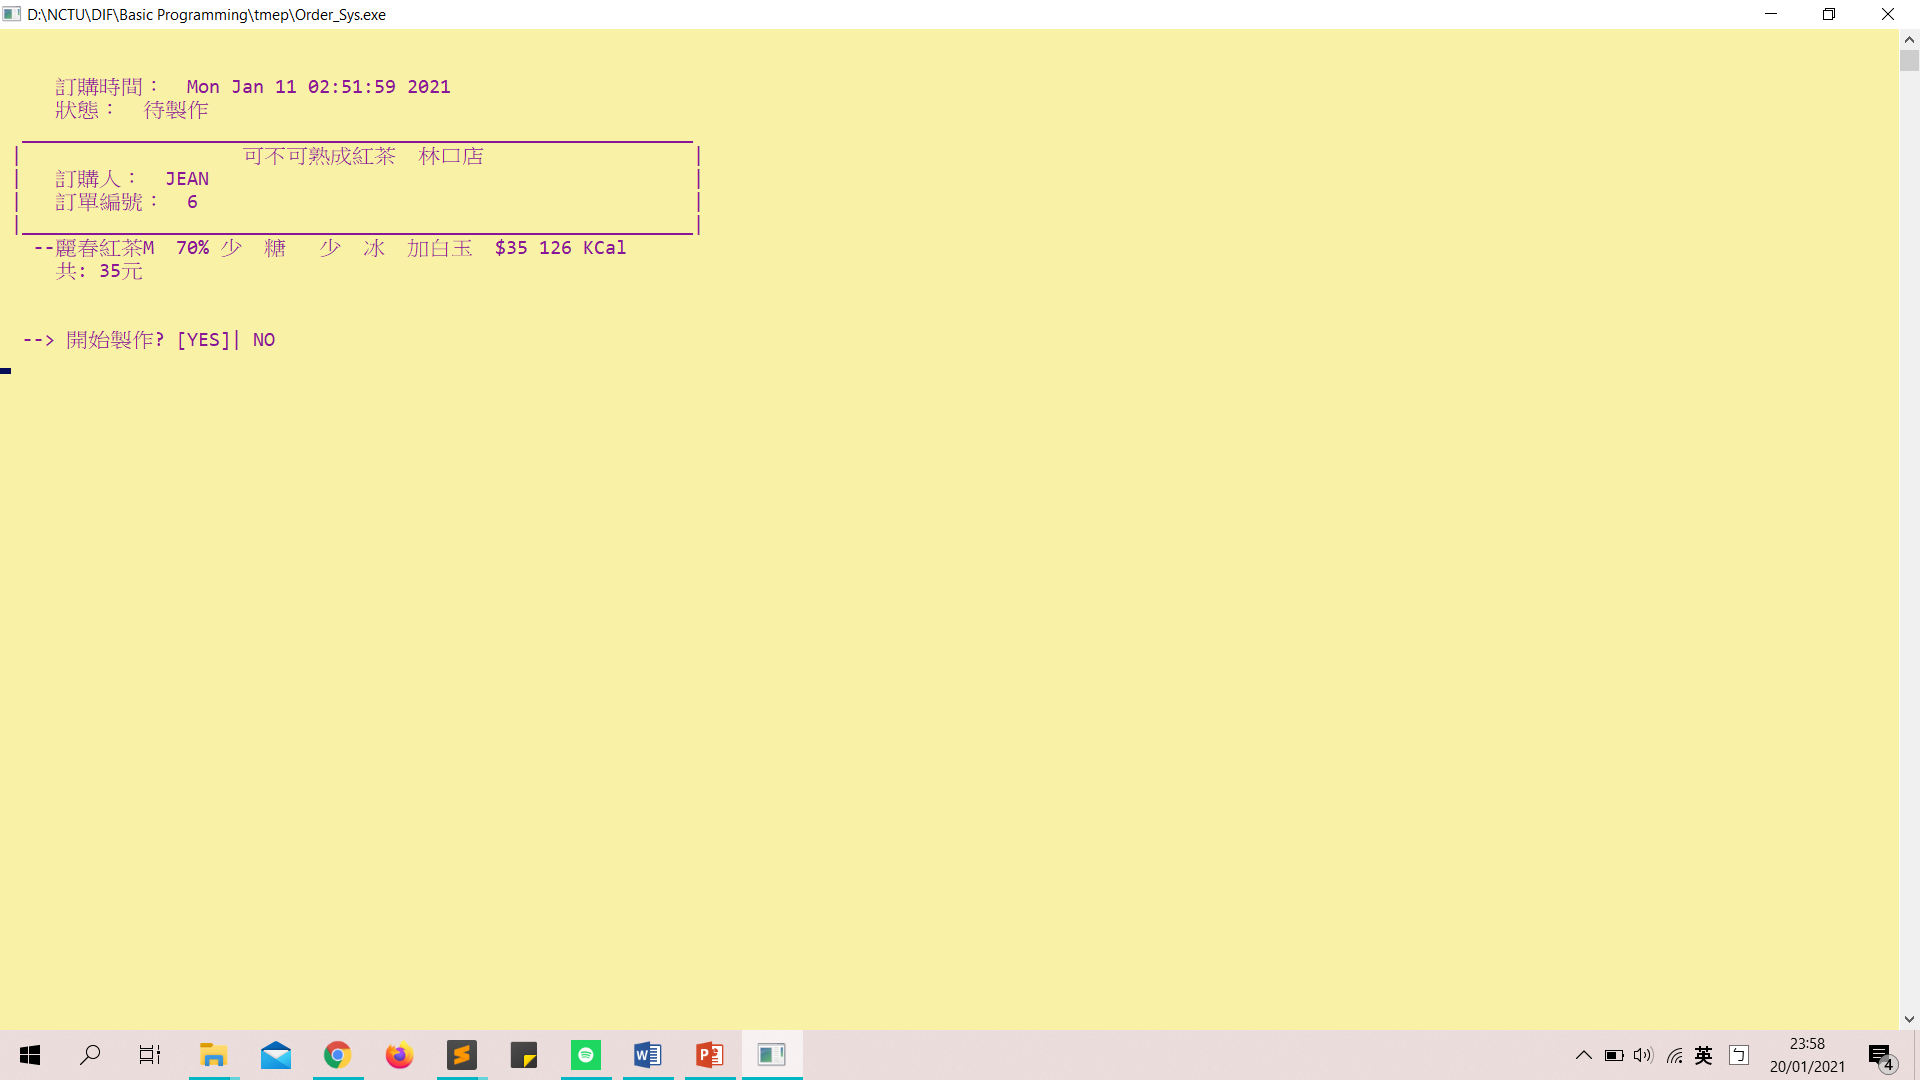 D:\NCTU\DIF\Basic Programming\tmep\Order_Sys.exe
訂購時間： Mon Jan 11 02:51:59 2021
狀態： 待製作
可不可熟成紅茶 林口店
訂購人： JEAN
訂單編號： 6
--麗春紅茶M 70% 少 糖 少 冰 加白玉 $35 126 KCal
共: 35元
--> 開始製作? [YES]| NO
英 ㄅ 23:58
20/01/2021 4